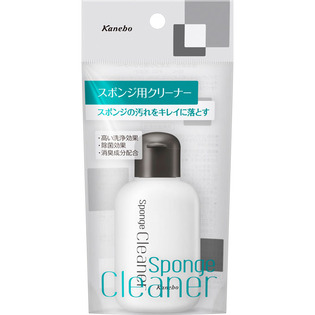 Kanebo
スポンジ用クリーナー
スポンジの汚れをキレイに落とす
・高い洗浄効果
・除菌効果
・消臭成分配合
Sponge
Cleaner
Kanebo
Sponge
Cleaner